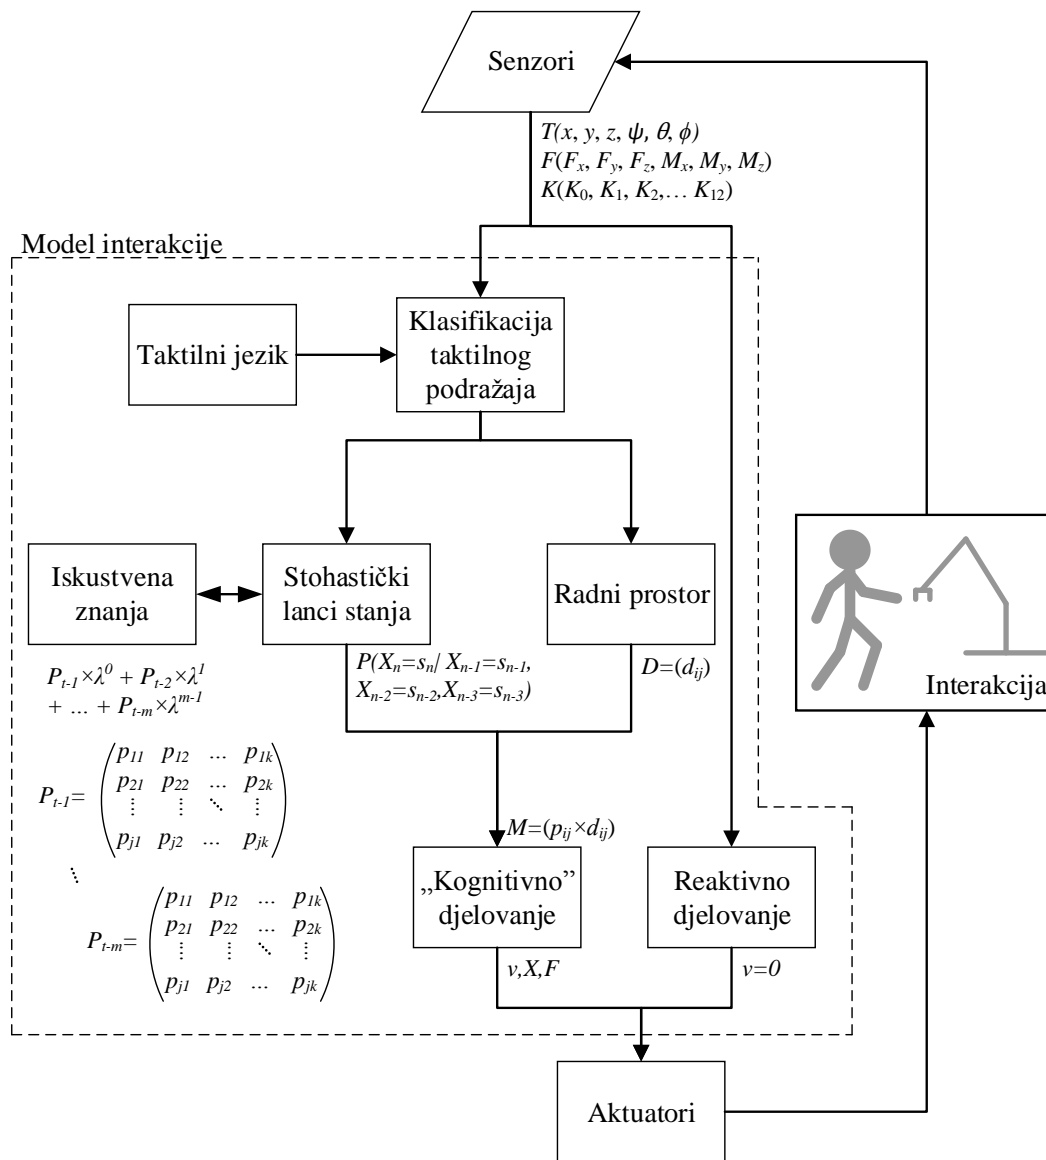 Senzori
T(x, y, z, ψ, θ, ϕ)
F(Fx, Fy, Fz, Mx, My, Mz)
K(K0, K1, K2,… K12)
Model interakcije
Taktilni jezik
Klasifikacija
taktilnog
podražaja
Iskustvena
znanja
Stohastički
lanci stanja
Radni prostor
Interakcija
Pt-1×λ^0 + Pt-2×λ^1
+ ... + Pt-m×λ^m-1
P(Xn=sn/ Xn-1=sn-1,
Xn-2=sn-2,Xn-3=sn-3)
D=(dij)
Pt-1=
p11 p12 ... p1k
p21 p22 ... p2k
⋮ ⋮ ⋱ ⋮
pj1 pj2 ... pjk
⋱
Pt-m=
p11 p12 ... p1k
p21 p22 ... p2k
⋮ ⋮ ⋱ ⋮
pj1 pj2 ... pjk
M=(pij×dij)
„Kognitivno”
djelovanje
Reaktivno
djelovanje
v,X,F
v=0
Aktuatori